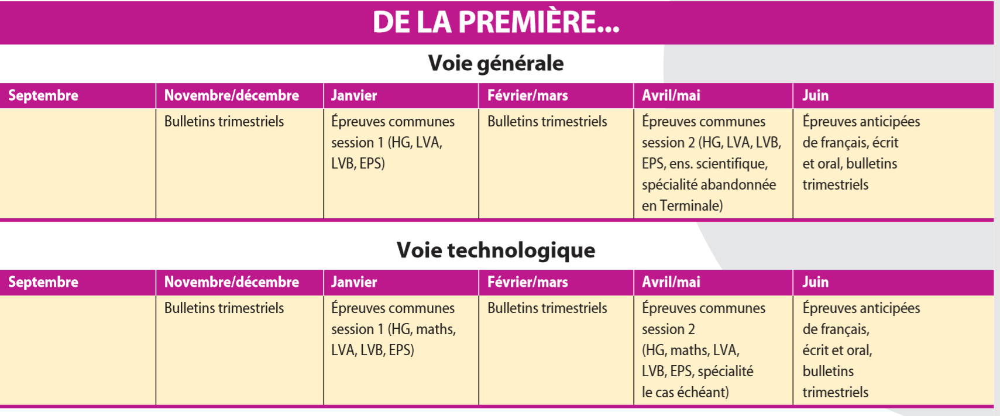 DE LA PREMIÈRE...
Voie générale
Septembre
Novembre/décembre
Janvier
Février/mars
Avril/mai
Juin
Bulletins trimestriels
Épreuves communes
session 1 (HG, LVA,
LVB, EPS)
Bulletins trimestriels
Épreuves communes
session 2 (HG, LVA, LVB,
EPS, ens. scientifique,
spécialité abandonnée
en Terminale)
Épreuves anticipées
de français, écrit
et oral, bulletins
trimestriels
Voie technologique
Septembre
Novembre/décembre
Janvier
Février/mars
Avril/mai
Juin
Bulletins trimestriels
Épreuves communes
session 1 (HG, maths,
LVA, LVB, EPS)
Bulletins trimestriels
Épreuves communes
session 2
(HG, maths, LVA,
LVB, EPS, spécialité
le cas échéant)
Épreuves anticipées
de français,
écrit et oral,
bulletins
trimestriels